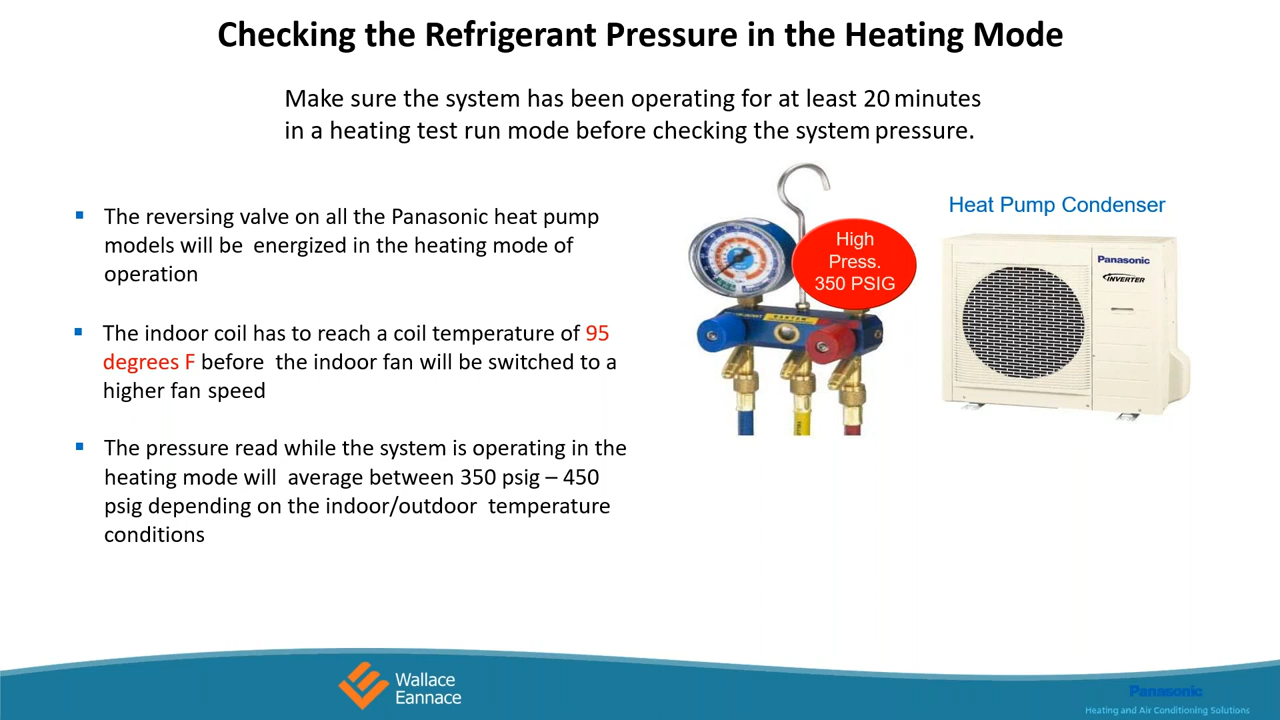 Checking the Refrigerant Pressure in the Heating Mode
Make sure the system has been operating for at least 20 minutes
in a heating test run mode before checking the system pressure.
The reversing valve on all the Panasonic heat pump
models will be energized in the heating mode of
operation
The indoor coil has to reach a coil temperature of 95
degrees F before the indoor fan will be switched to a
higher fan speed
The pressure read while the system is operating in the
heating mode will average between 350 psig – 450
psig depending on the indoor/outdoor temperature
conditions
High
Press.
350 PSIG
Heat Pump Condenser
Panasonic
INVERTER
Wallace
Eannace
Panasonic
Heating and Air Conditioning Solutions